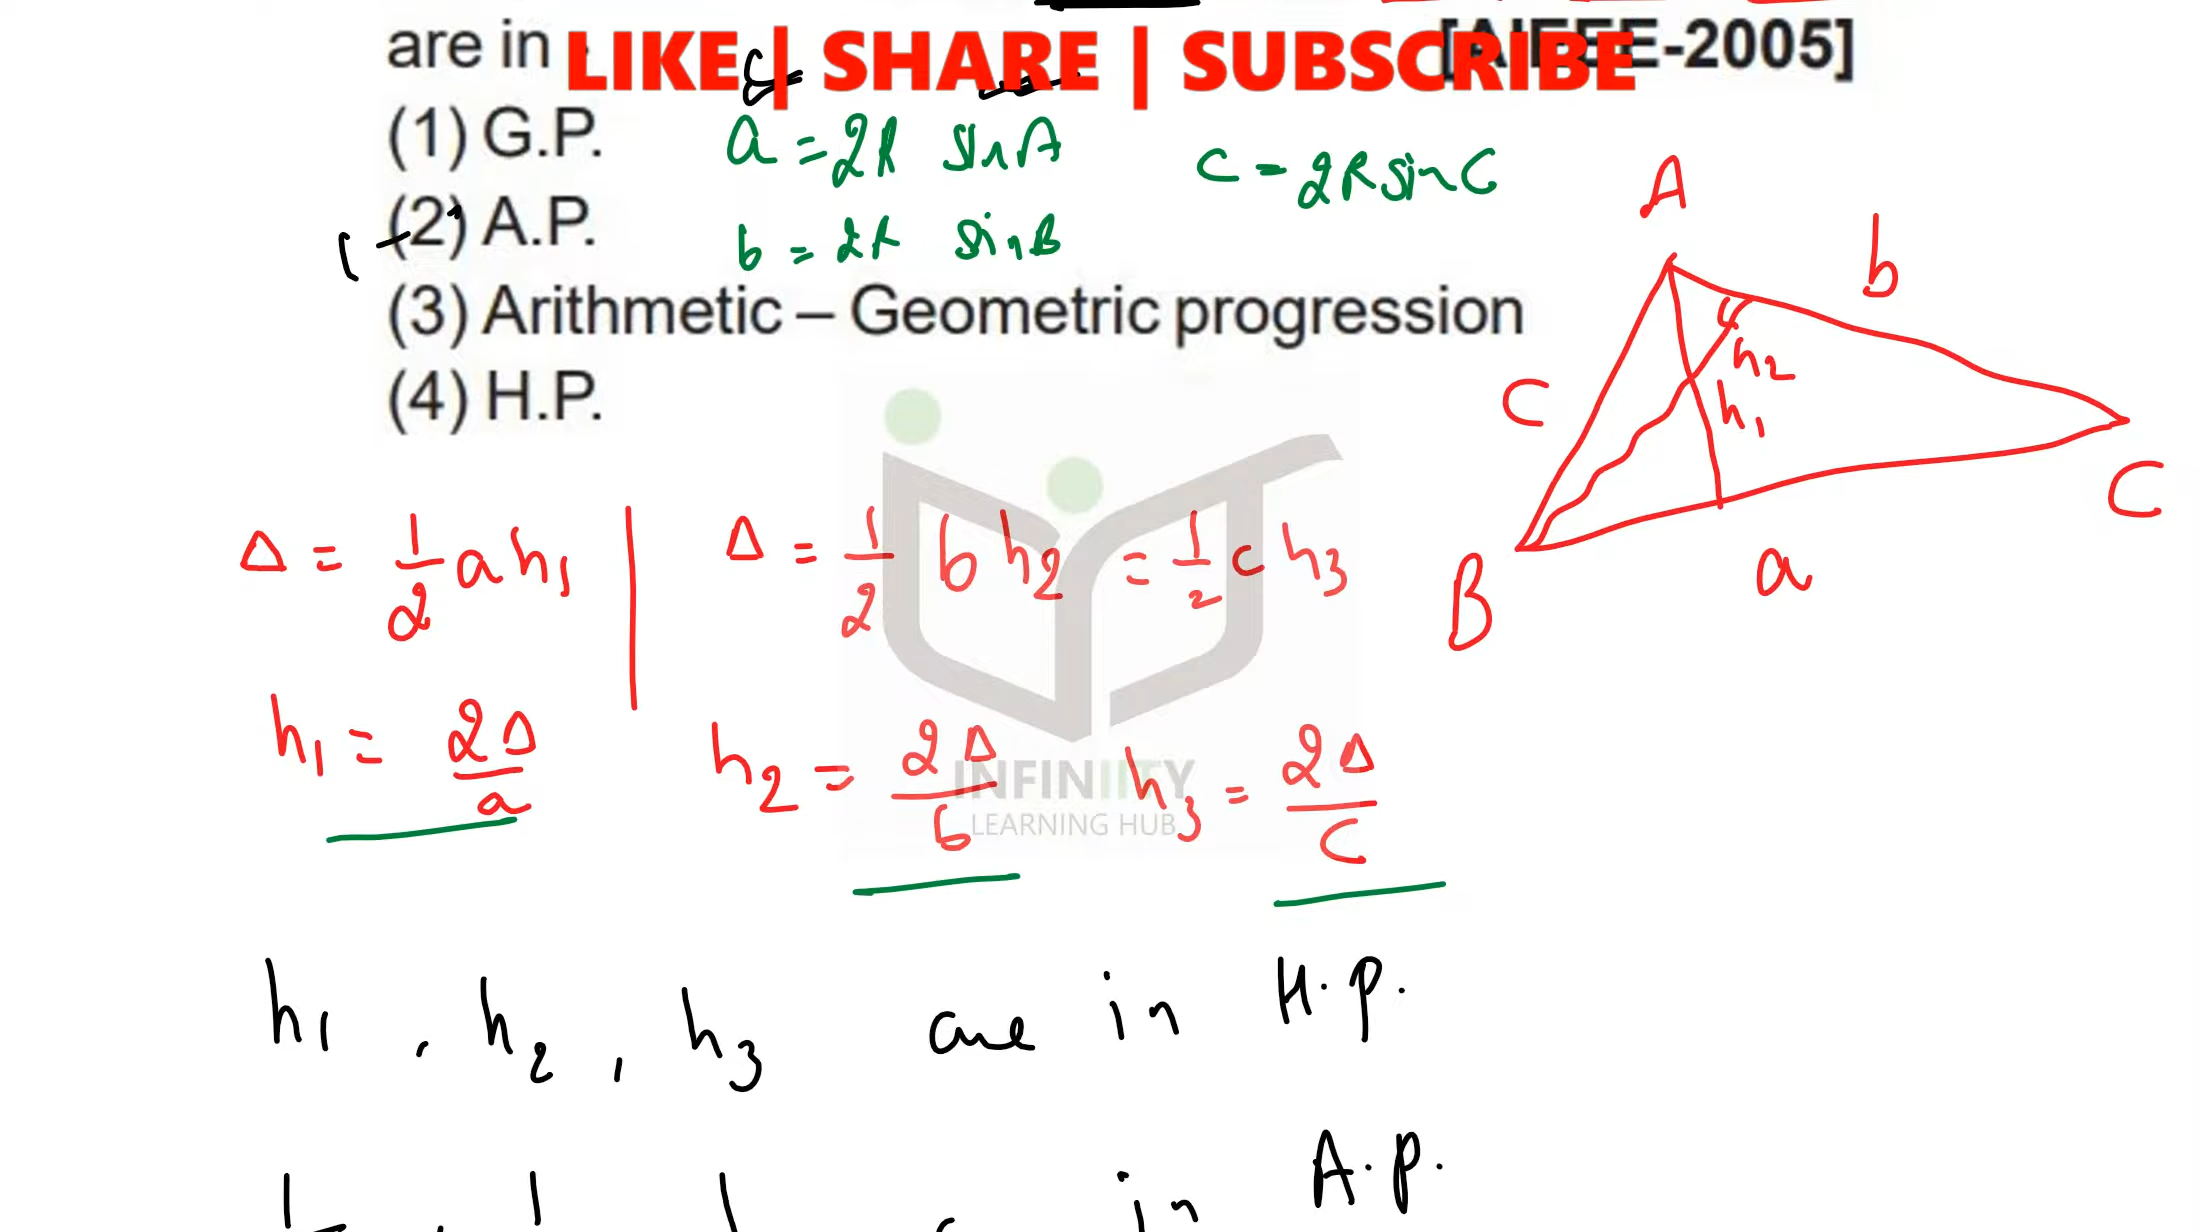 are in LIKE | SHARE | SUBSCRIBE [AIEEE-2005]
(1) G.P. a = 2R sin A c = 2R sin C
(2) A.P. b = 2R sin B
(3) Arithmetic – Geometric progression
(4) H.P.
A
b
h2
h1
C
C
B
a
Δ = 1/2 a h1 Δ = 1/2 b h2 = 1/2 c h3
h1 = 2Δ/a h2 = 2Δ/b h3 = 2Δ/c
INFINIITY
LEARNING HUB
h1, h2, h3 are in H.P.
in A.P.